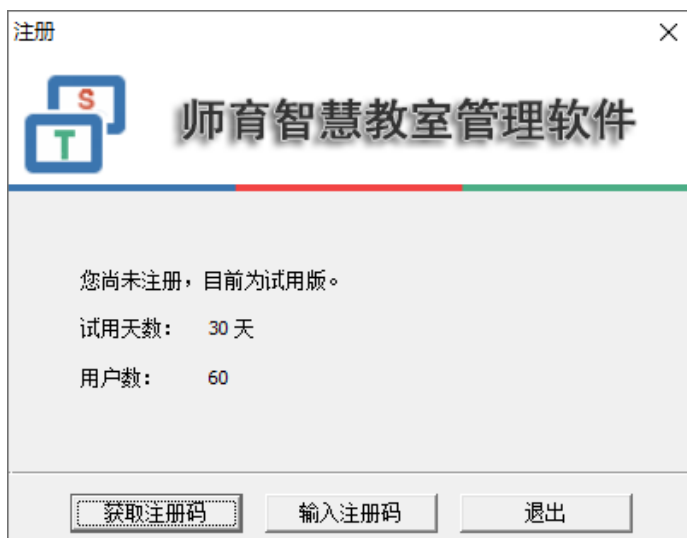 注册
S
T
师育智慧教室管理软件
您尚未注册，目前为试用版。
试用天数： 30 天
用户数： 60
获取注册码 输入注册码 退出